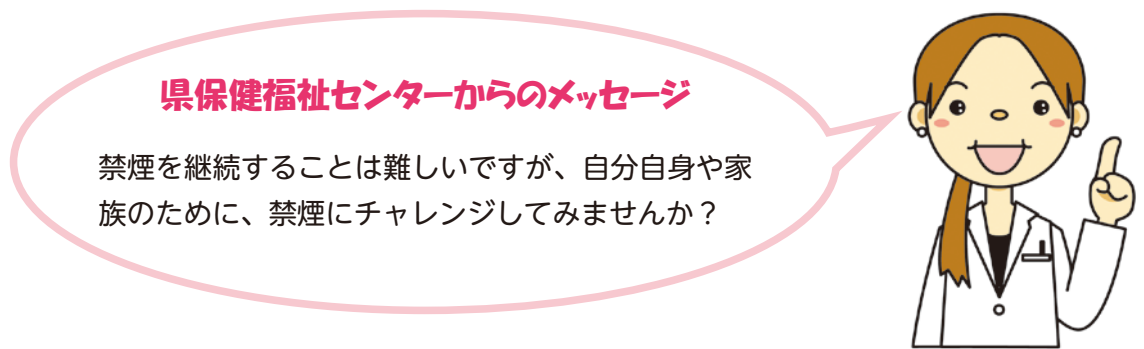 県保健福祉センターからのメッセージ
禁煙を継続することは難しいですが、自分自身や家
族のために、禁煙にチャレンジしてみませんか？